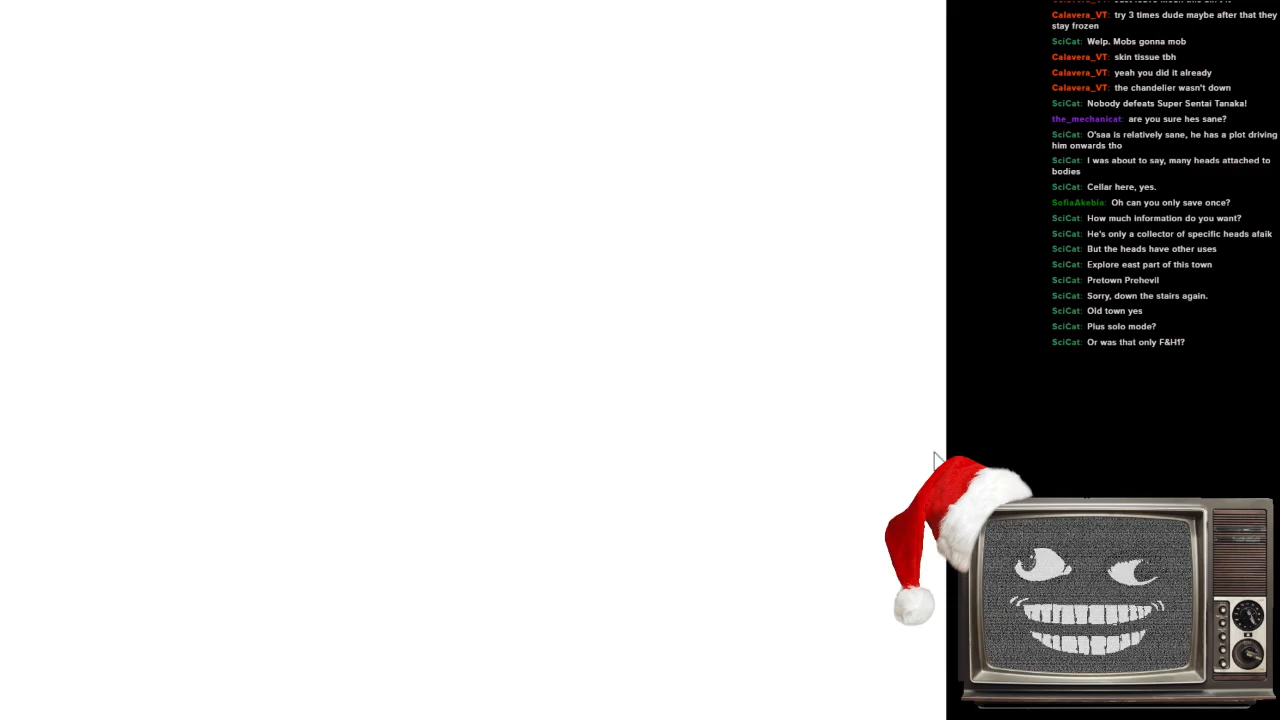 Calavera_VT: try 3 times dude maybe after that they
stay frozen
SciCat: Welp. Mobs gonna mob
Calavera_VT: skin tissue tbh
Calavera_VT: yeah you did it already
Calavera_VT: the chandelier wasn't down
SciCat: Nobody defeats Super Sentai Tanaka!
the_mechanicat: are you sure hes sane?
SciCat: O'saa is relatively sane, he has a plot driving
him onwards tho
SciCat: I was about to say, many heads attached to
bodies
SciCat: Cellar here, yes.
SofiaAkebia: Oh can you only save once?
SciCat: How much information do you want?
SciCat: He's only a collector of specific heads afaik
SciCat: But the heads have other uses
SciCat: Explore east part of this town
SciCat: Pretown Prehevil
SciCat: Sorry, down the stairs again.
SciCat: Old town yes
SciCat: Plus solo mode?
SciCat: Or was that only F&H1?